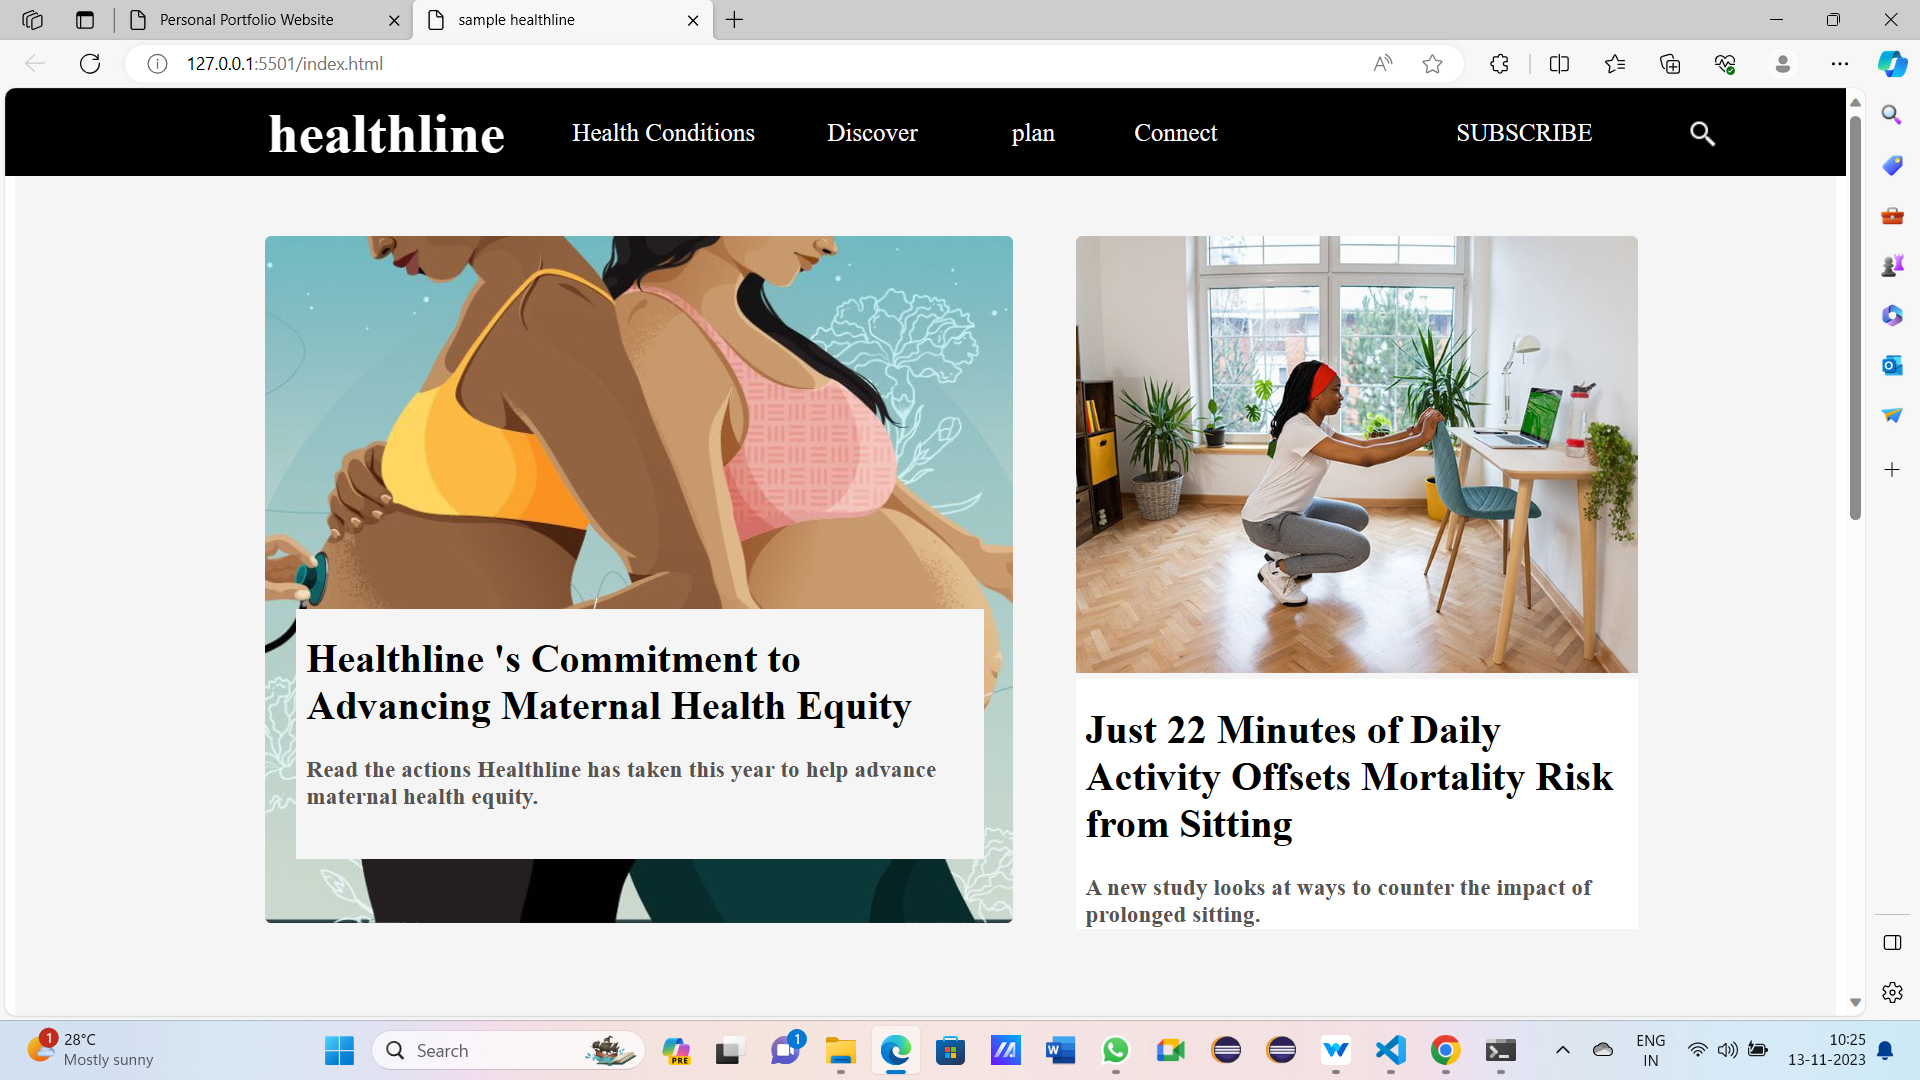 Personal Portfolio Website
sample healthline
127.0.0.1:5501/index.html
healthline
Health Conditions
Discover
plan
Connect
SUBSCRIBE
Healthline 's Commitment to
Advancing Maternal Health Equity
Read the actions Healthline has taken this year to help advance
maternal health equity.
Just 22 Minutes of Daily
Activity Offsets Mortality Risk
from Sitting
A new study looks at ways to counter the impact of
prolonged sitting.
1
28°C
Mostly sunny
Search
PRE
1
ENG
IN
10:25
13-11-2023